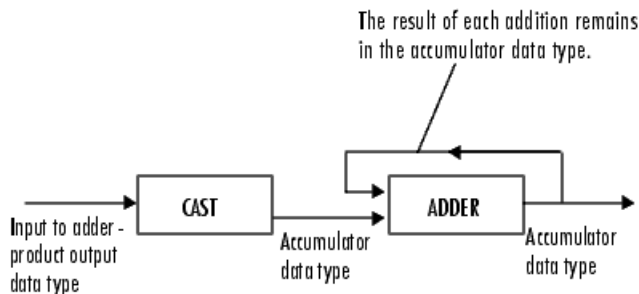 The result of each addition remains
in the accumulator data type.
CAST
ADDER
Input to adder -
product output
data type
Accumulator
data type
Accumulator
data type